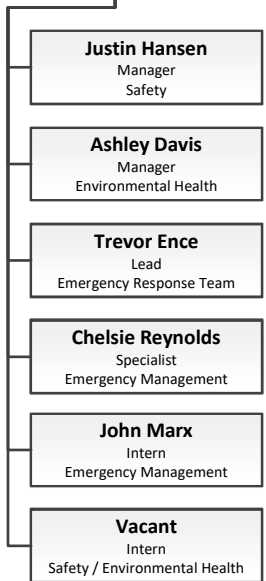 Justin Hansen
Manager
Safety
Ashley Davis
Manager
Environmental Health
Trevor Ence
Lead
Emergency Response Team
Chelsie Reynolds
Specialist
Emergency Management
John Marx
Intern
Emergency Management
Vacant
Intern
Safety / Environmental Health